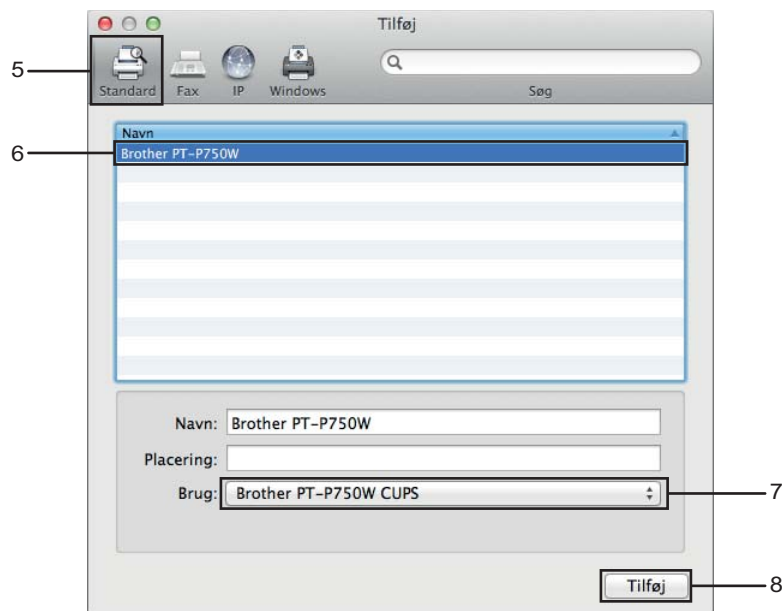 Tilføj
5
Standard Fax IP Windows Søg
Navn
6
Brother PT-P750W
Navn: Brother PT-P750W
Placering:
Brug: Brother PT-P750W CUPS
7
Tilføj
8